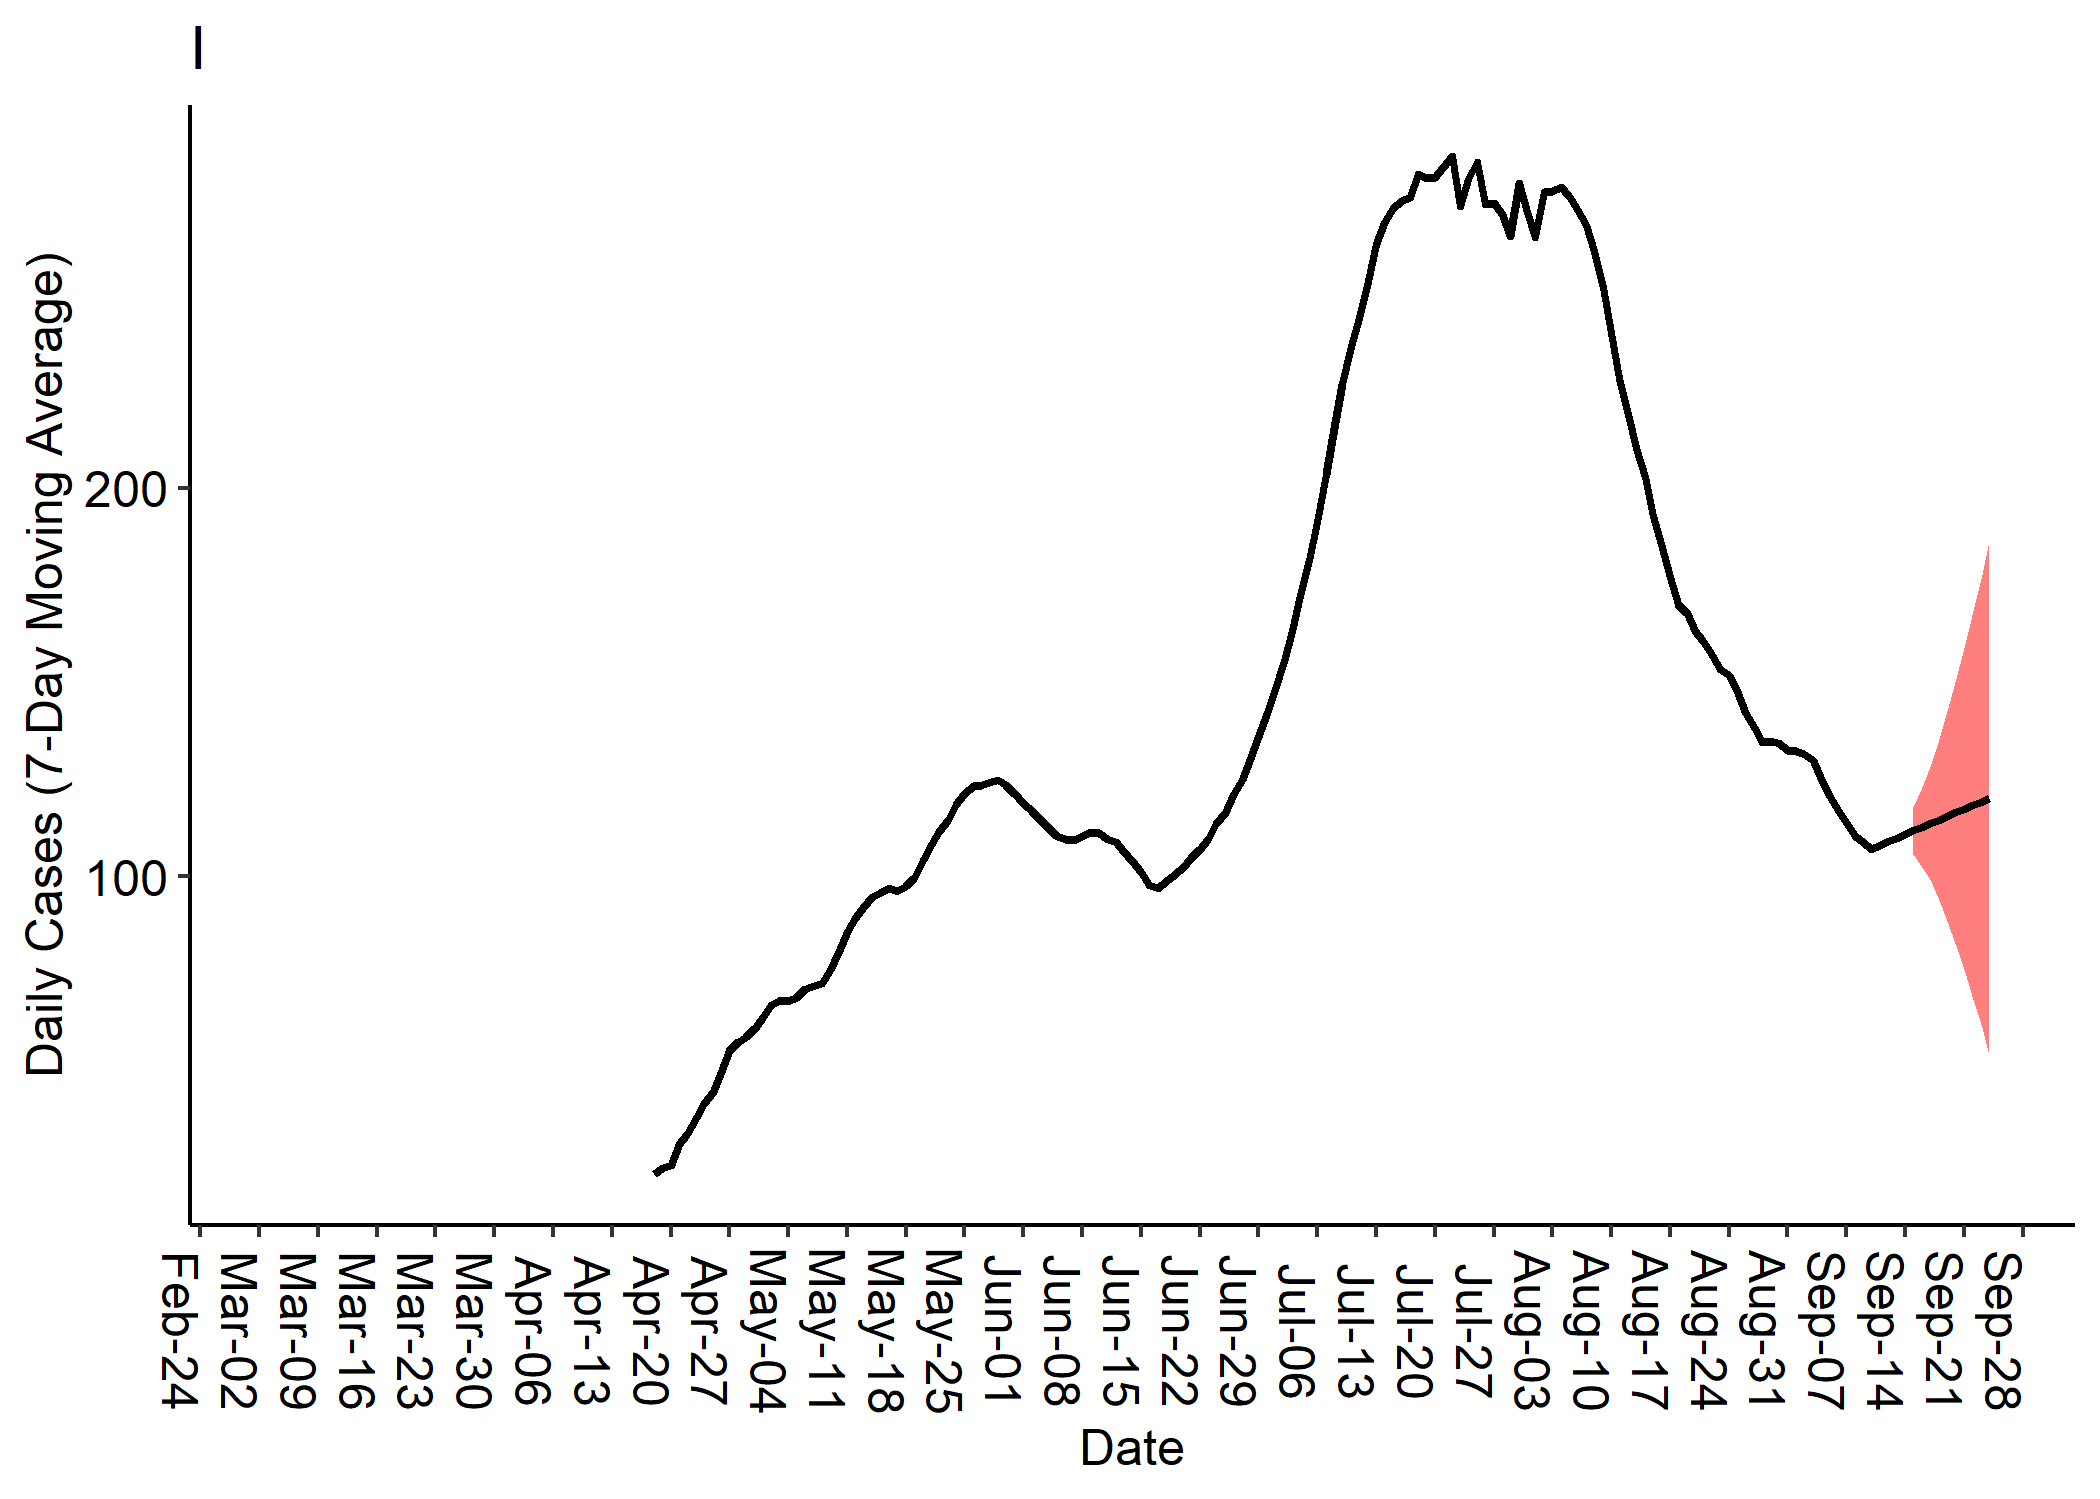 I
Daily Cases (7-Day Moving Average)
200
100
Feb-24
Mar-02
Mar-09
Mar-16
Mar-23
Mar-30
Apr-06
Apr-13
Apr-20
Apr-27
May-04
May-11
May-18
May-25
Jun-01
Jun-08
Jun-15
Jun-22
Jun-29
Jul-06
Jul-13
Jul-20
Jul-27
Aug-03
Aug-10
Aug-17
Aug-24
Aug-31
Sep-07
Sep-14
Sep-21
Sep-28
Date